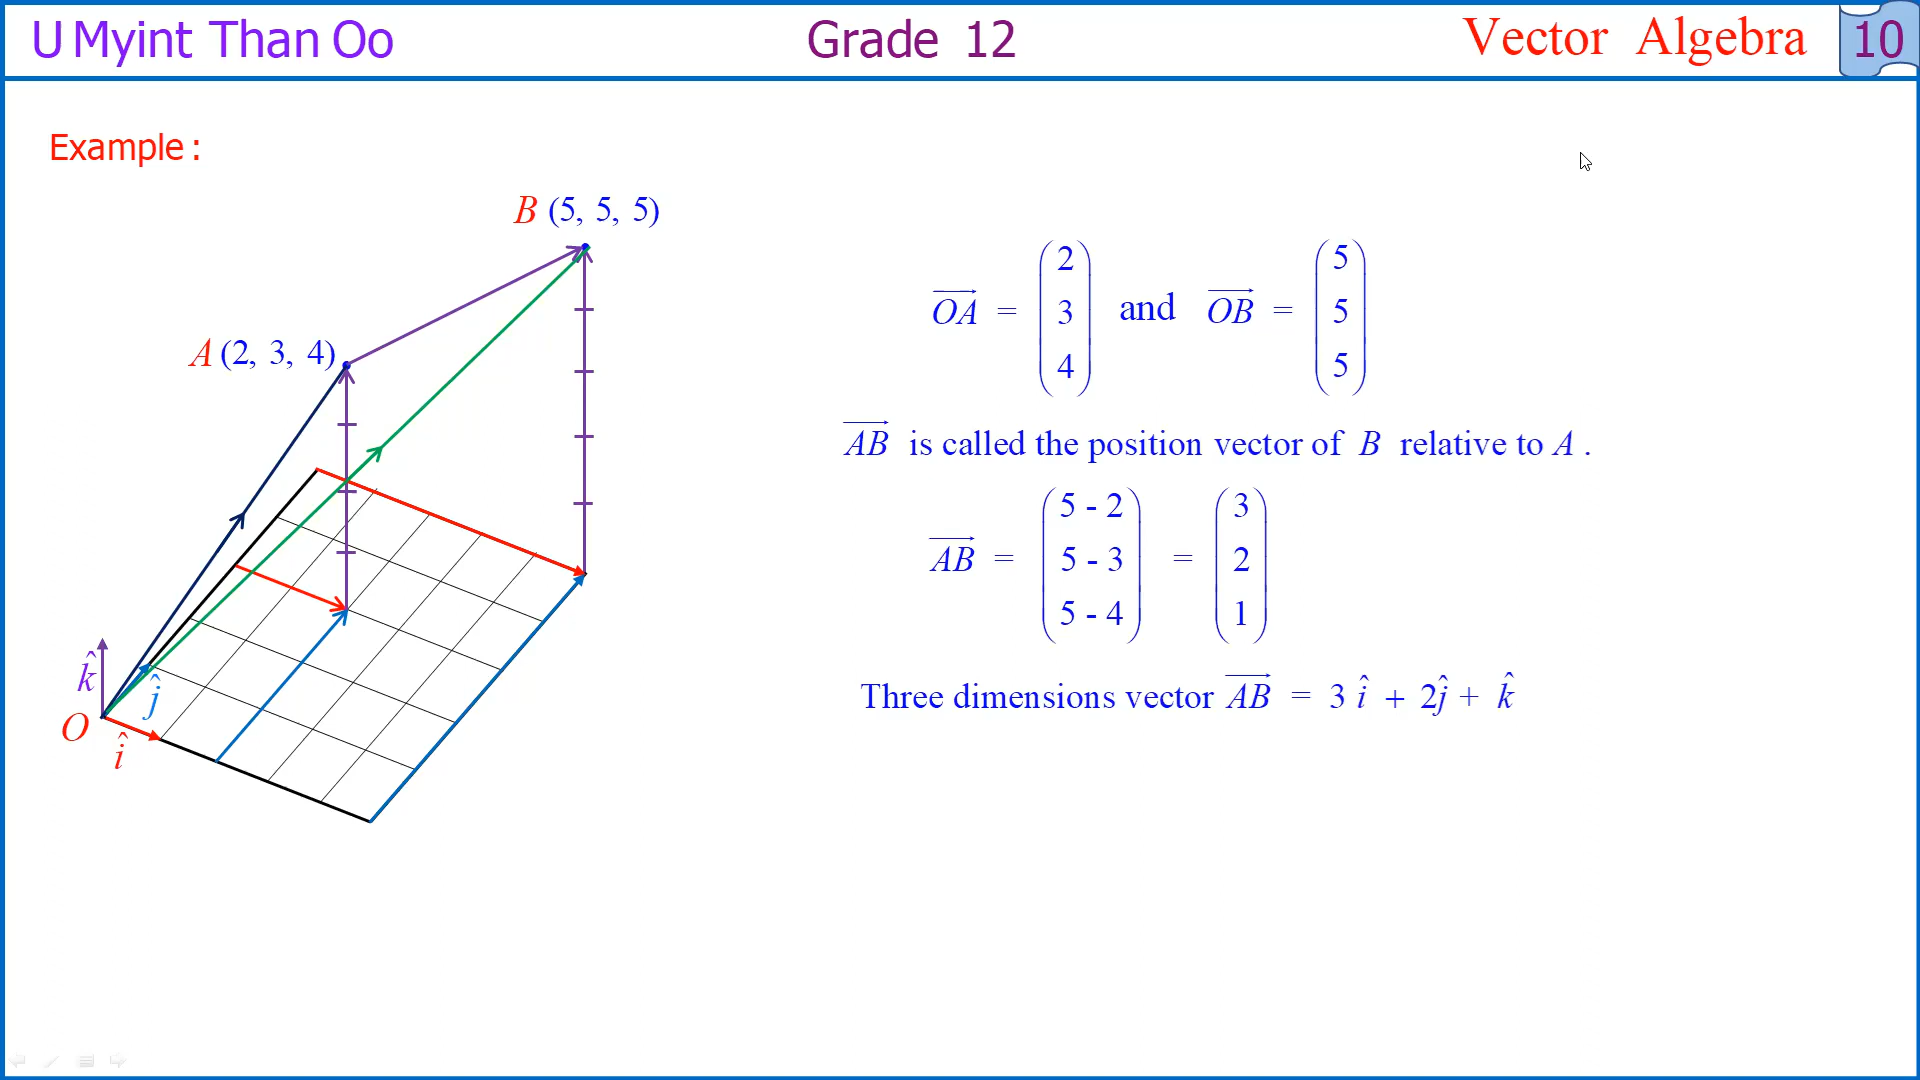 U Myint Than Oo Grade 12 Vector Algebra 10
Example :
B (5, 5, 5)
A (2, 3, 4)
k̂
ĵ
O
î
OA⃗ = (2 3 4) and OB⃗ = (5 5 5)
AB⃗ is called the position vector of B relative to A .
AB⃗ = (5 - 2 5 - 3 5 - 4) = (3 2 1)
Three dimensions vector AB⃗ = 3 î + 2ĵ + k̂